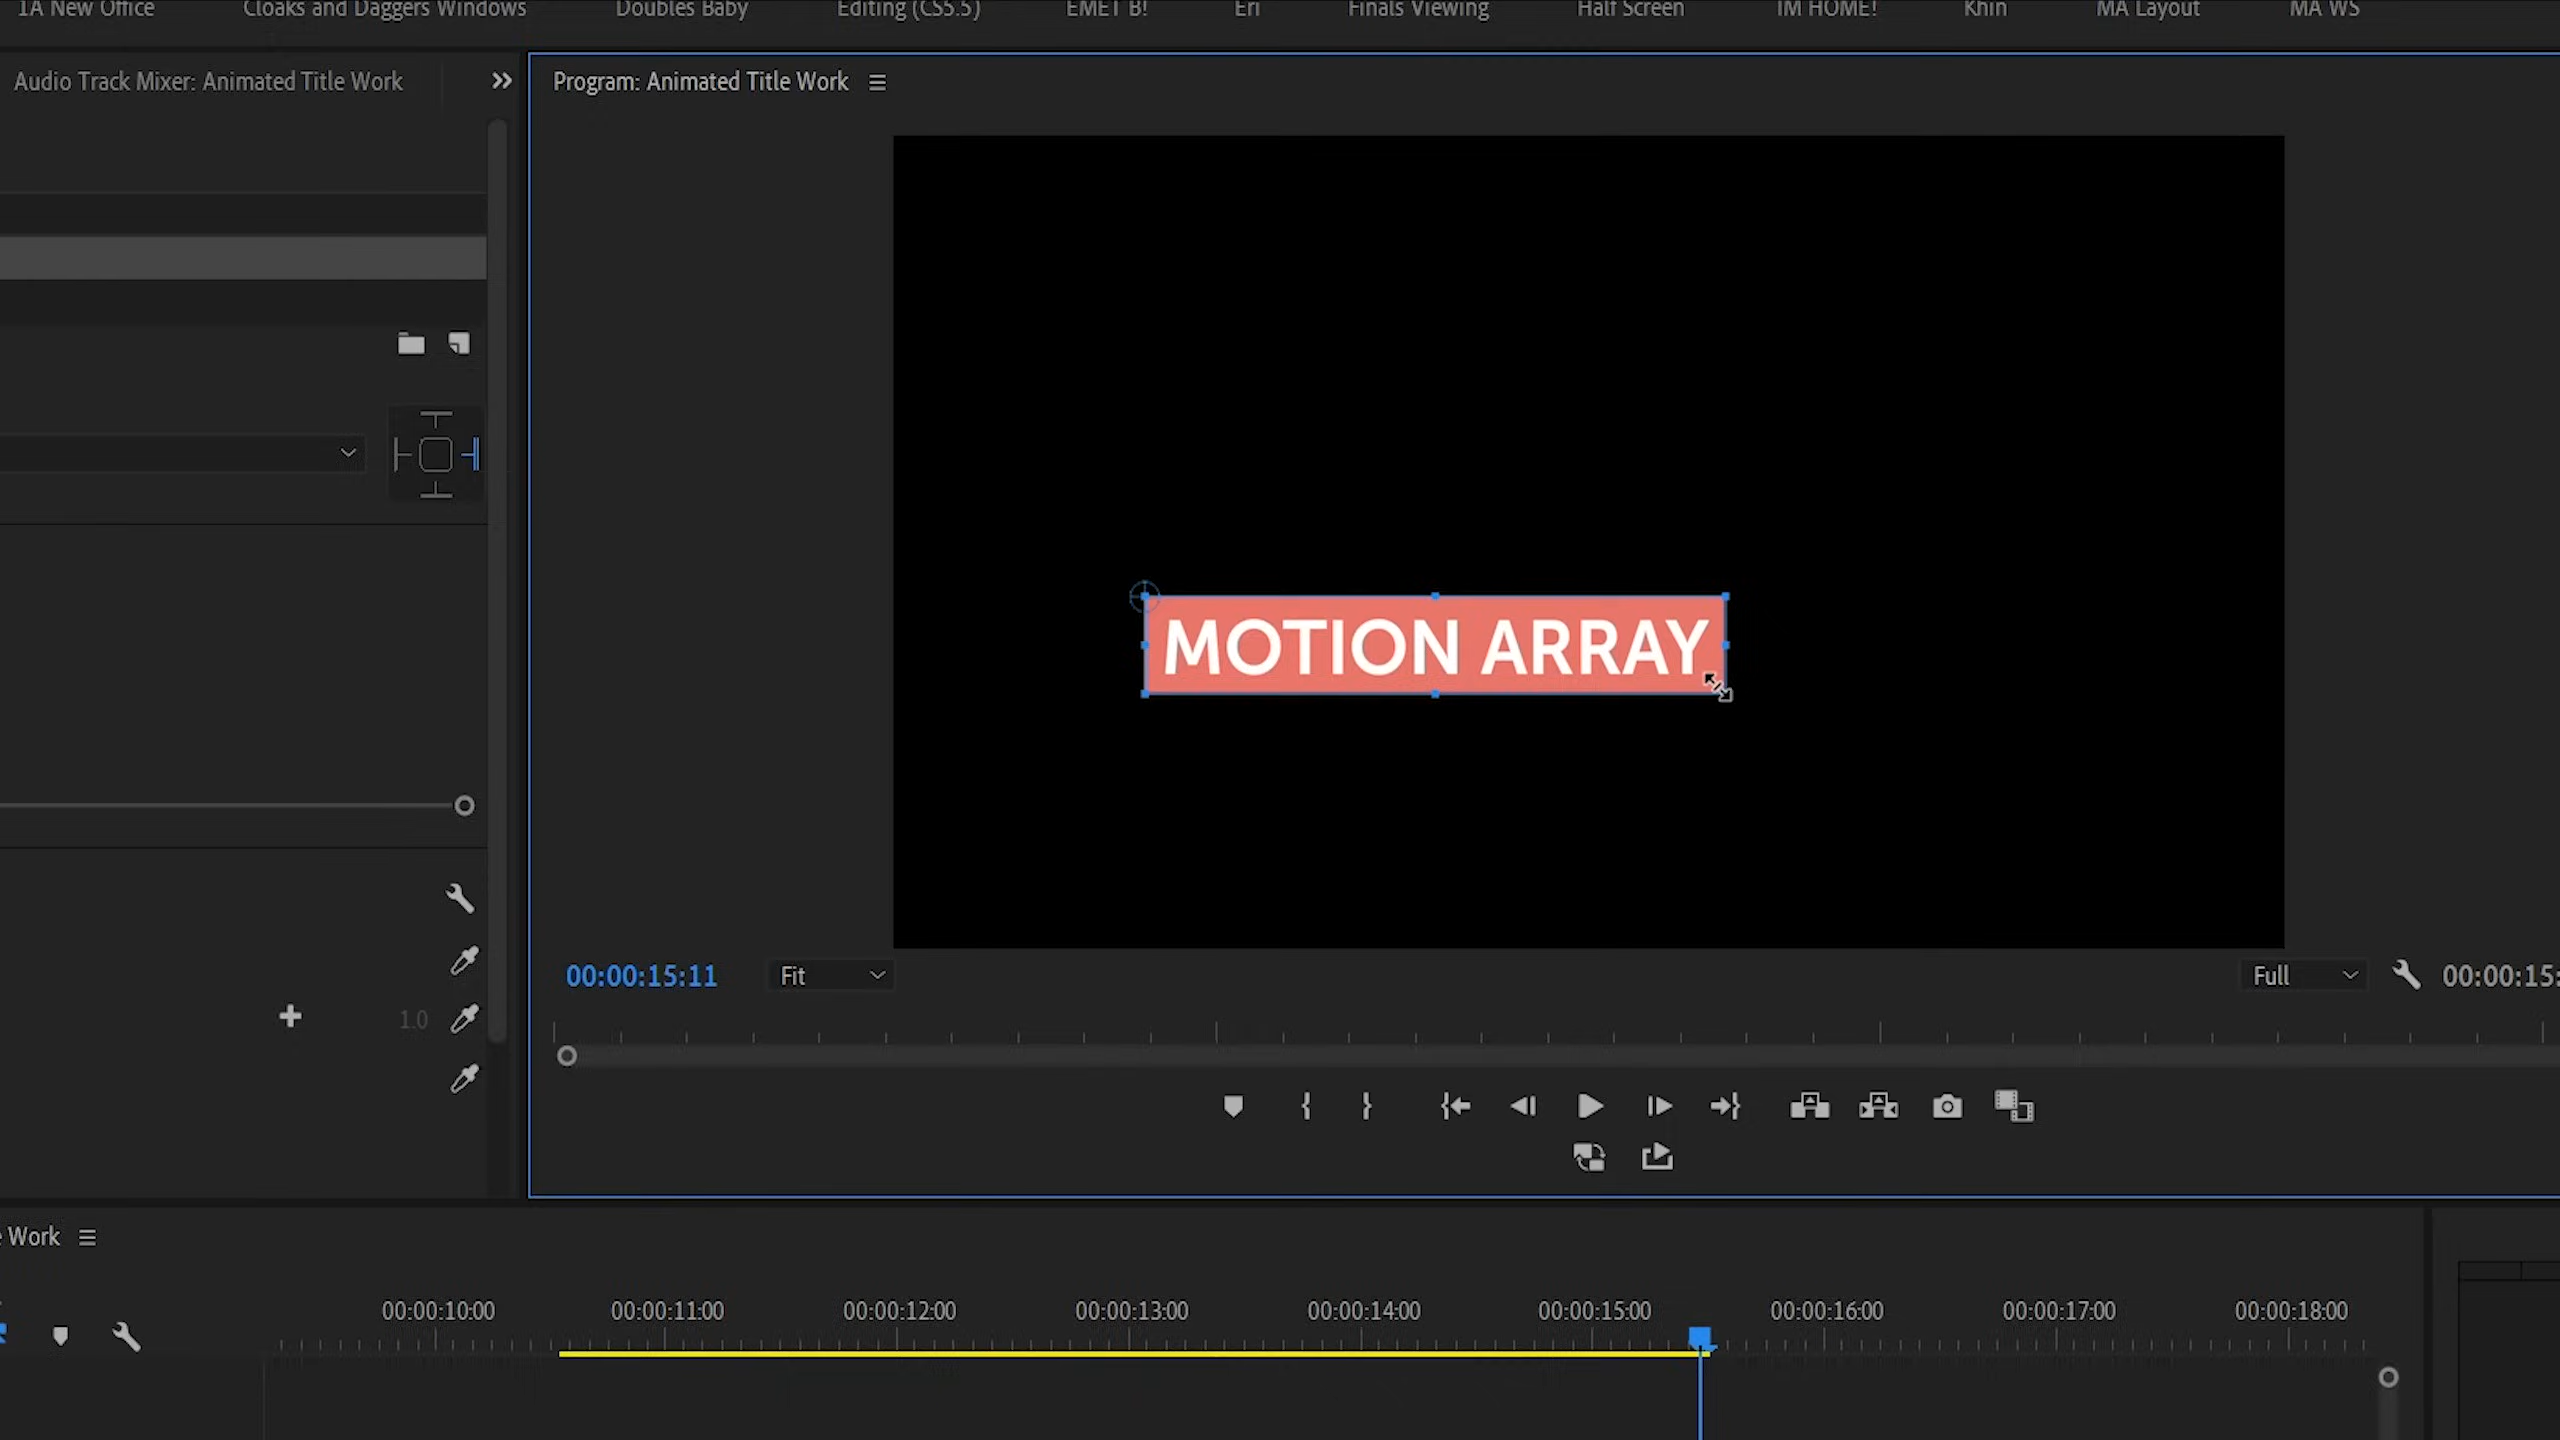 1A New Office
Cloaks and Daggers Windows
Doubles Baby
Editing (CS5.5)
EMET B!
Eri
Finals Viewing
Half Screen
IM HOME!
Khin
MA Layout
MA WS
Audio Track Mixer: Animated Title Work
Program: Animated Title Work
MOTION ARRAY
00:00:15:11
Fit
Full
00:00:15:
1.0
Work
00:00:10:00
00:00:11:00
00:00:12:00
00:00:13:00
00:00:14:00
00:00:15:00
00:00:16:00
00:00:17:00
00:00:18:00